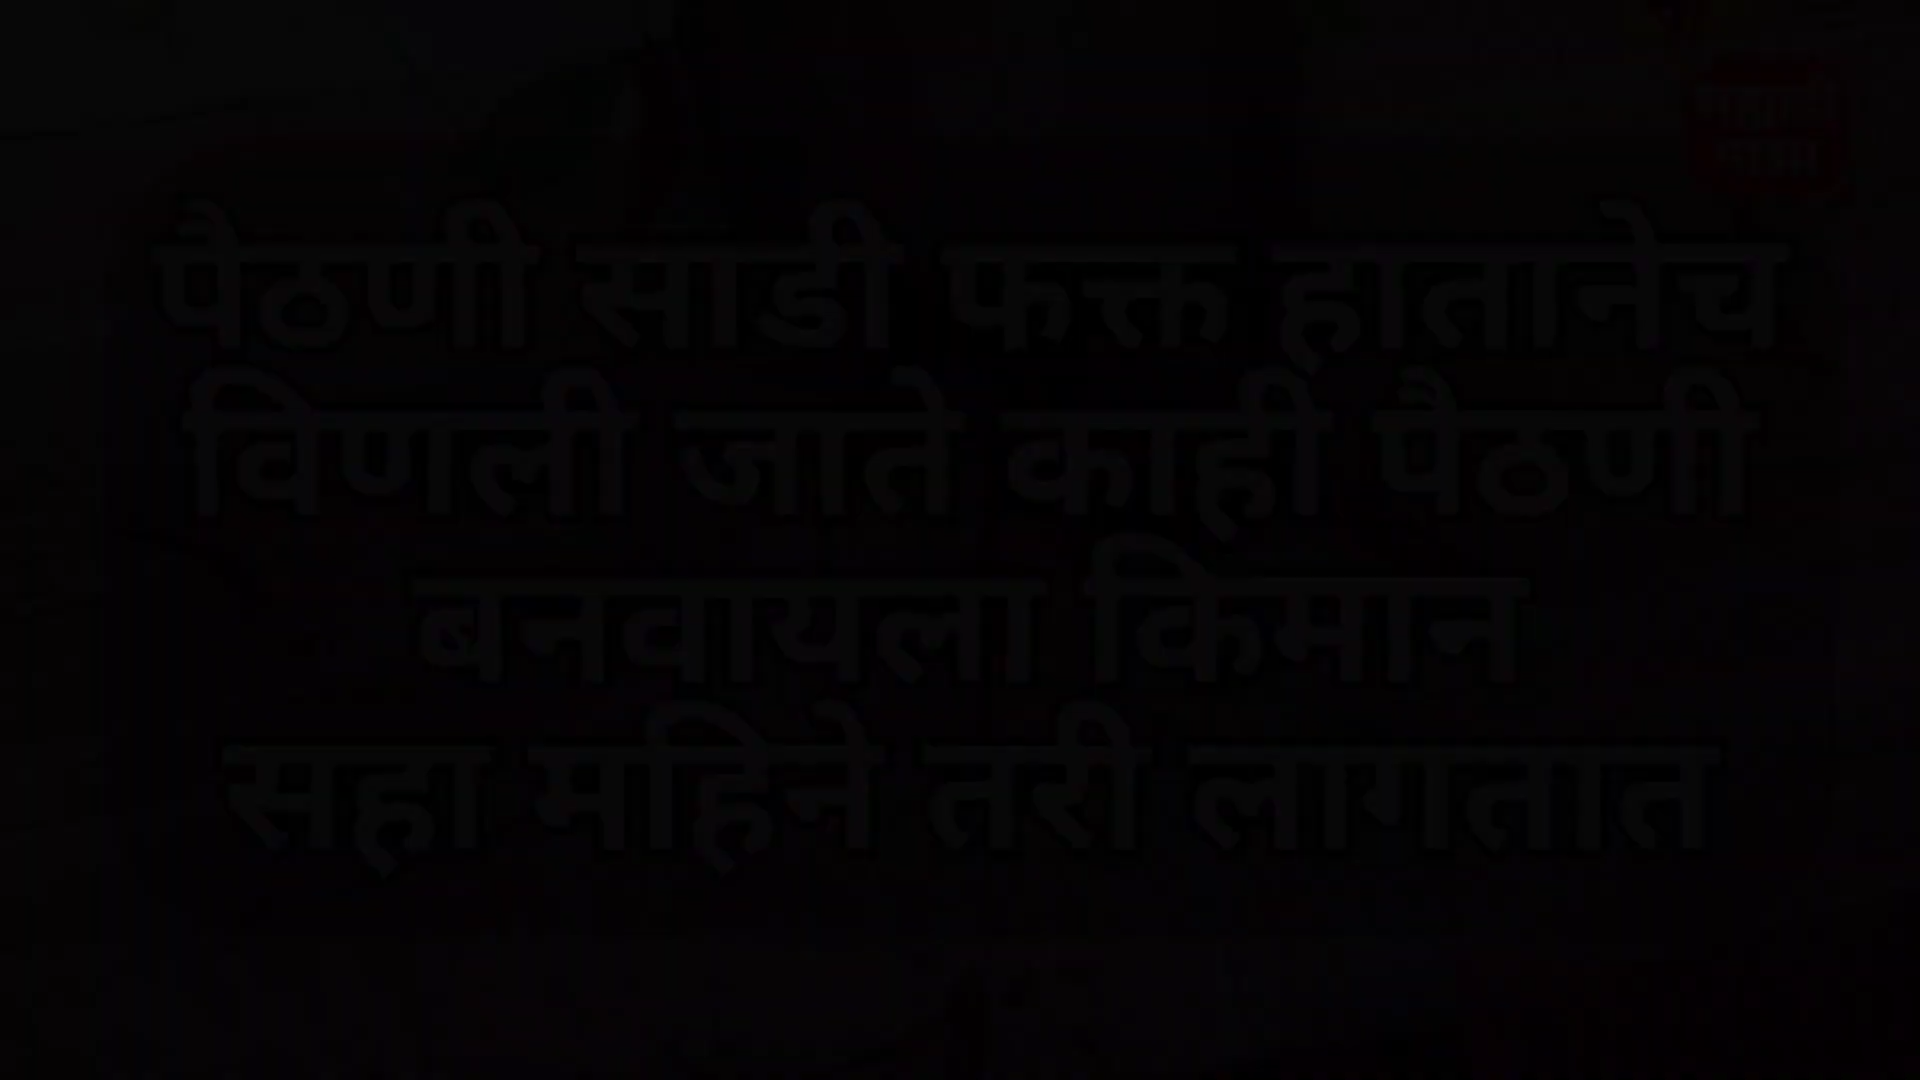 पैठणी साडी फक्त हातानेच
विणली जाते काही पैठणी
बनवायला किमान
सहा महिने तरी लागतात